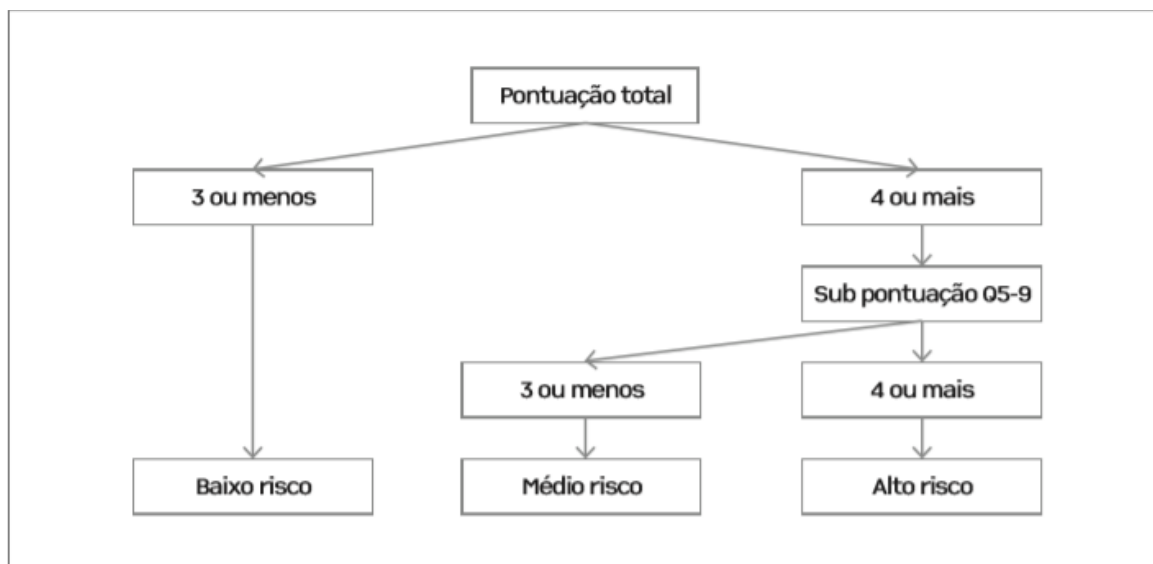 Pontuação total
3 ou menos
4 ou mais
Sub pontuação Q5-9
3 ou menos
4 ou mais
Baixo risco
Médio risco
Alto risco